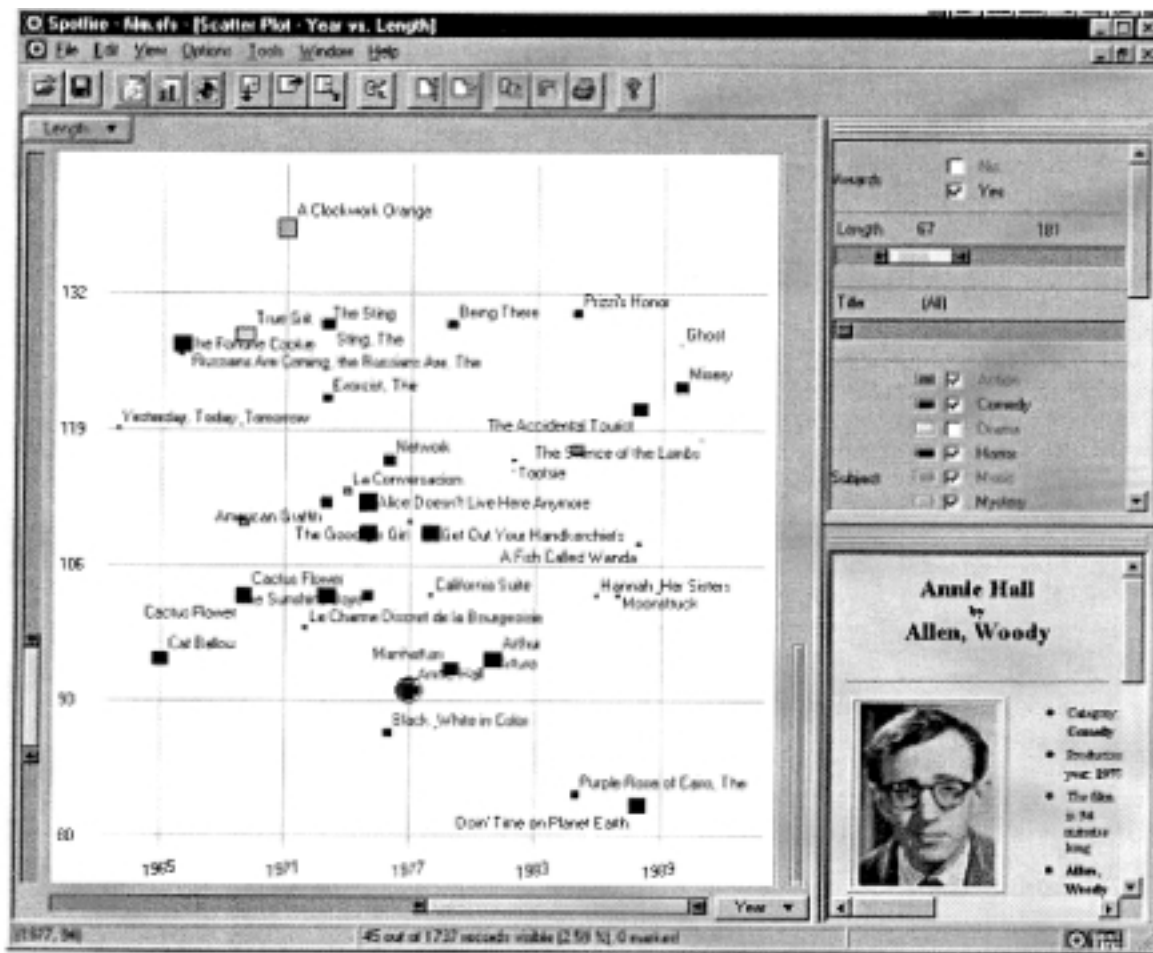 Spotfire - film.sfs - [Scatter Plot - Year vs. Length]
File Edit View Options Tools Window Help
Length
A Clockwork Orange
132
True Grit
The Sting
Being There
Prizzi's Honor
Sting, The
Ghost
The Fortune Cookie
Russians Are Coming, the Russians Are, The
Misery
Exorcist, The
Yesterday, Today, Tomorrow
119
The Accidental Tourist
Network
The Silence of the Lambs
Tootsie
La Conversacion
Alice Doesn't Live Here Anymore
American Graffiti
The Girl
Get Out Your Handkerchiefs
A Fish Called Wanda
106
Cactus Flower
California Suite
Hannah, Her Sisters
Moonstruck
Cactus Flower
Le Charme Discret de la Bourgeoisie
Cat Ballou
Manhattan
Arthur
Annie Hall
93
Black, White in Color
Purple Rose of Cairo, The
Doin' Time on Planet Earth
80
1965 1971 1977 1983 1989
Year
Awards
No
Yes
Length 67 181
Title (All)
Action
Comedy
Drama
Horror
Subject Music
Mystery
Annie Hall
by
Allen, Woody
Category: Comedy
Production year: 1977
The film is 94 minutes long
Allen, Woody
(1977, 94)
45 out of 1737 records visible (2.59 %), 0 marked